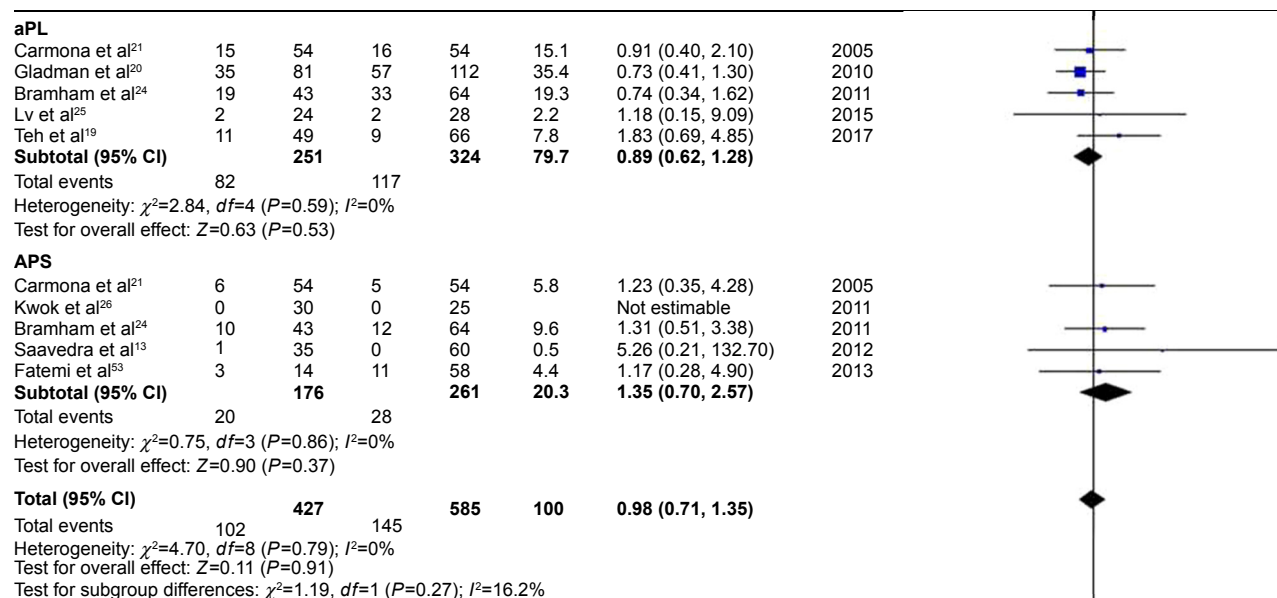 aPL
Carmona et al²¹ 15 54 16 54 15.1 0.91 (0.40, 2.10) 2005
Gladman et al²⁰ 35 81 57 112 35.4 0.73 (0.41, 1.30) 2010
Bramham et al²⁴ 19 43 33 64 19.3 0.74 (0.34, 1.62) 2011
Lv et al²⁵ 2 24 2 28 2.2 1.18 (0.15, 9.09) 2015
Teh et al¹⁹ 11 49 9 66 7.8 1.83 (0.69, 4.85) 2017
Subtotal (95% CI) 251 324 79.7 0.89 (0.62, 1.28)
Total events 82 117
Heterogeneity: χ²=2.84, df=4 (P=0.59); I²=0%
Test for overall effect: Z=0.63 (P=0.53)
APS
Carmona et al²¹ 6 54 5 54 5.8 1.23 (0.35, 4.28) 2005
Kwok et al²⁶ 0 30 0 25 Not estimable 2011
Bramham et al²⁴ 10 43 12 64 9.6 1.31 (0.51, 3.38) 2011
Saavedra et al¹³ 1 35 0 60 0.5 5.26 (0.21, 132.70) 2012
Fatemi et al⁵³ 3 14 11 58 4.4 1.17 (0.28, 4.90) 2013
Subtotal (95% CI) 176 261 20.3 1.35 (0.70, 2.57)
Total events 20 28
Heterogeneity: χ²=0.75, df=3 (P=0.86); I²=0%
Test for overall effect: Z=0.90 (P=0.37)
Total (95% CI) 427 585 100 0.98 (0.71, 1.35)
Total events 102 145
Heterogeneity: χ²=4.70, df=8 (P=0.79); I²=0%
Test for overall effect: Z=0.11 (P=0.91)
Test for subgroup differences: χ²=1.19, df=1 (P=0.27); I²=16.2%